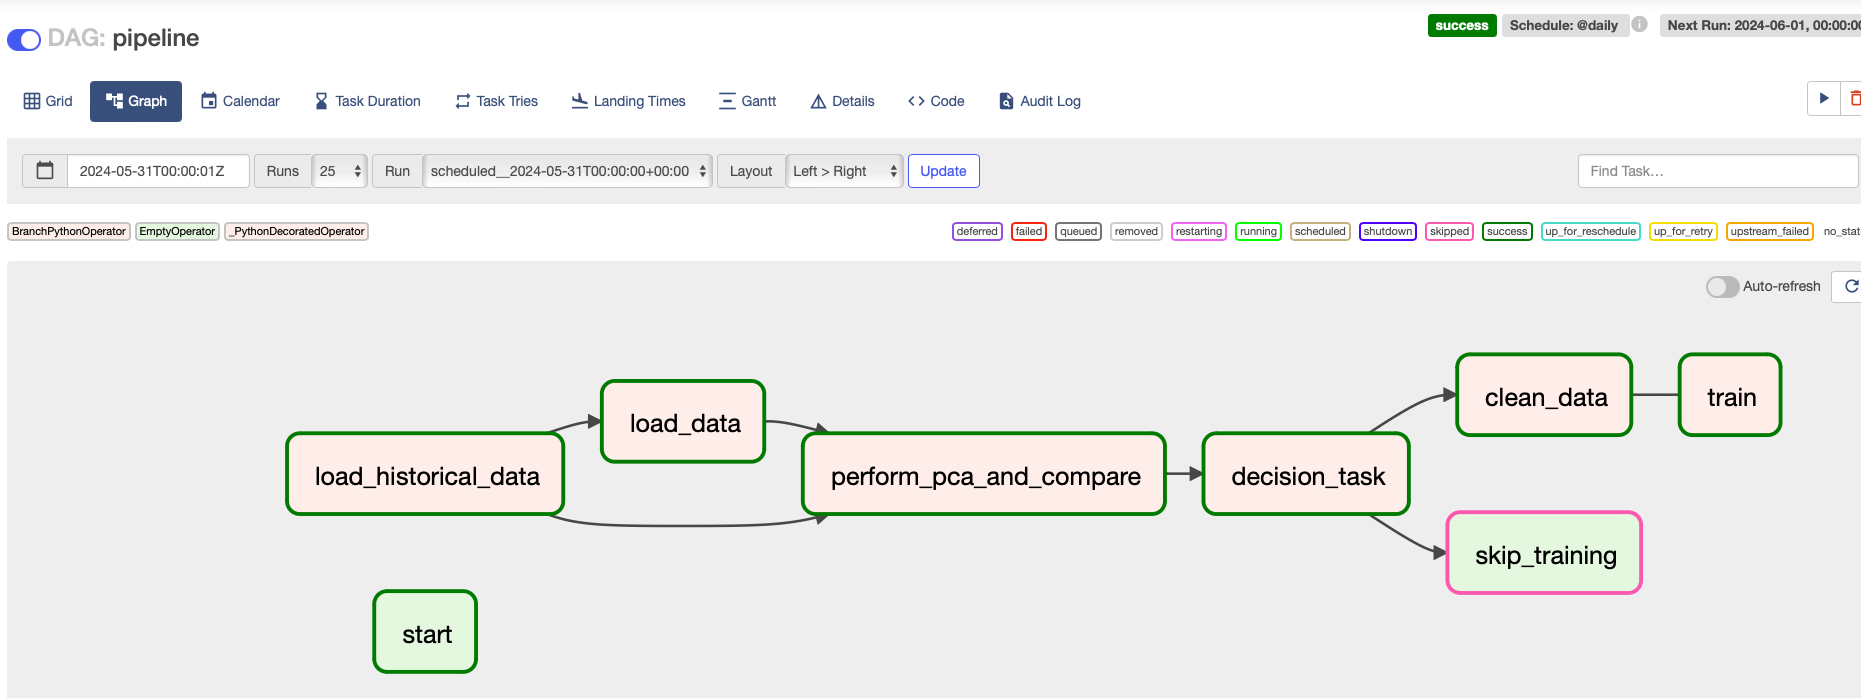 DAG: pipeline
success Schedule: @daily Next Run: 2024-06-01, 00:00:00
Grid Graph Calendar Task Duration Task Tries Landing Times Gantt Details Code Audit Log
2024-05-31T00:00:01Z Runs 25 Run scheduled__2024-05-31T00:00:00+00:00 Layout Left > Right Update Find Task...
BranchPythonOperator EmptyOperator _PythonDecoratedOperator deferred failed queued removed restarting running scheduled shutdown skipped success up_for_reschedule up_for_retry upstream_failed no_stat
Auto-refresh
load_historical_data
load_data
perform_pca_and_compare
decision_task
clean_data
train
skip_training
start